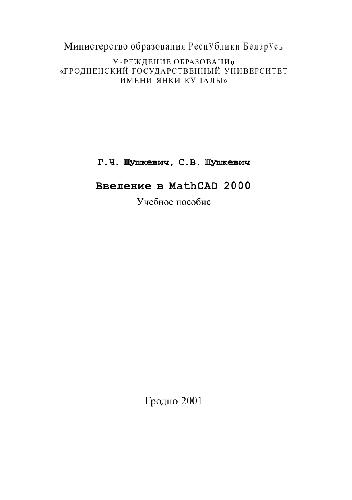 Министерство образования Республики Беларусь
УЧРЕЖДЕНИЕ ОБРАЗОВАНИЯ
«ГРОДНЕНСКИЙ ГОСУДАРСТВЕННЫЙ УНИВЕРСИТЕТ
ИМЕНИ ЯНКИ КУПАЛЫ»
Г.Ч. Шушкевич, С.В. Шушкевич
Введение в MathCAD 2000
Учебное пособие
Гродно 2001